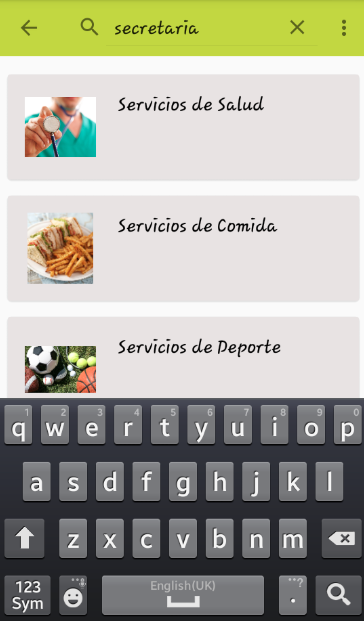 secretaria
Servicios de Salud
Servicios de Comida
Servicios de Deporte
1 2 3 4 5 6 7 8 9 0
q w e r t y u i o p
a s d f g h j k l
z x c v b n m
123 Sym English(UK) . ,?